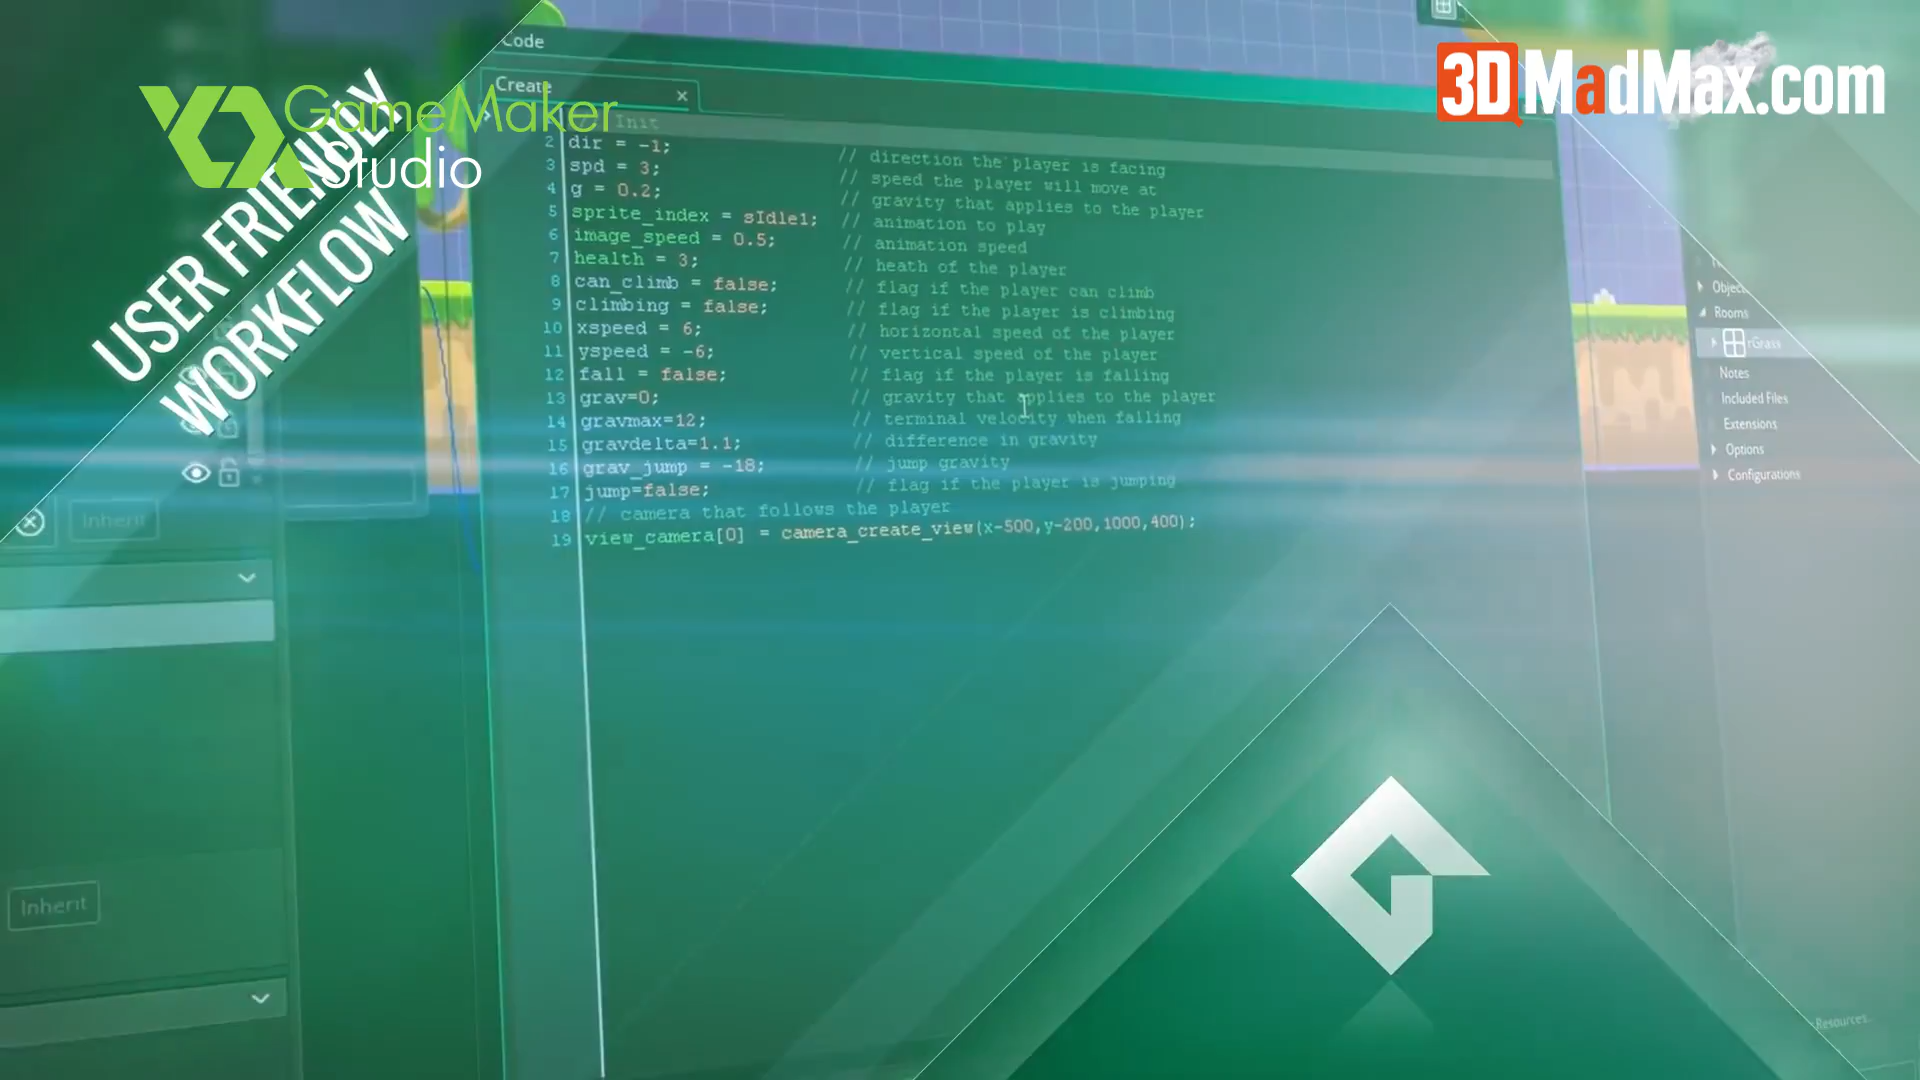 Code
Create
GameMaker
Studio
USER FRIENDLY
WORKFLOW
3DMadMax.com
Init
2 dir = -1; // direction the player is facing
3 spd = 3; // speed the player will move at
4 g = 0.2; // gravity that applies to the player
5 sprite_index = sIdle1; // animation to play
6 image_speed = 0.5; // animation speed
7 health = 3; // heath of the player
8 can_climb = false; // flag if the player can climb
9 climbing = false; // flag if the player is climbing
10 xspeed = 6; // horizontal speed of the player
11 yspeed = -6; // vertical speed of the player
12 fall = false; // flag if the player is falling
13 grav=0; // gravity that applies to the player
14 gravmax=12; // terminal velocity when falling
15 gravdelta=1.1; // difference in gravity
16 grav_jump = -18; // jump gravity
17 jump=false; // flag if the player is jumping
18 // camera that follows the player
19 view_camera[0] = camera_create_view(x-500,y-200,1000,400);
Rooms
rGrass
Notes
Included Files
Extensions
Options
Configurations
Inherit
Inherit
Resources